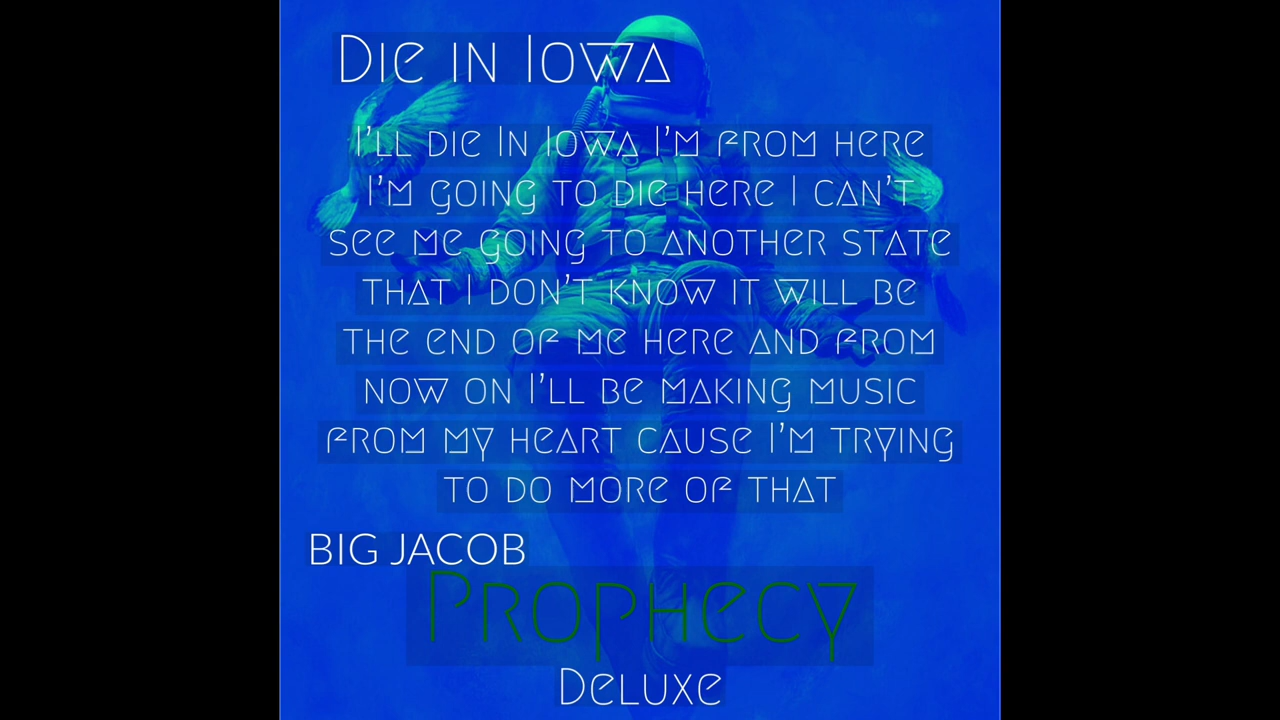 Die in Iowa
I'll die In Iowa I'm from here
I'm going to die here I can't
see me going to another state
that I don't know it will be
the end of me here and from
now on I'll be making music
from my heart cause I'm trying
to do more of that
BIG JACOB
Prophecy
Deluxe